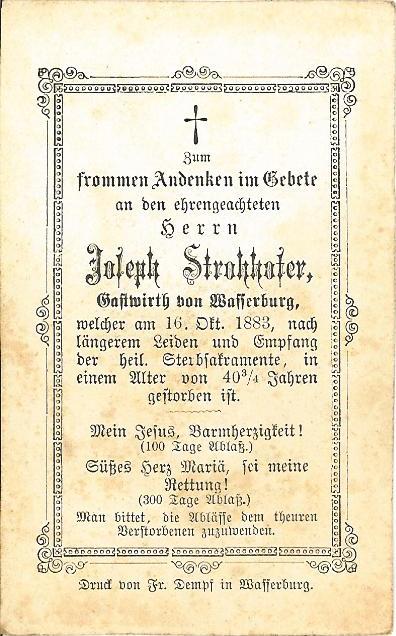 Zum
frommen Andenken im Gebete
an den ehrengeachteten
Herrn
Joseph Strohhofer,
Gastwirth von Wasserburg,
welcher am 16. Okt. 1883, nach
längerem Leiden und Empfang
der heil. Sterbsakramente, in
einem Alter von 40¾ Jahren
gestorben ist.
Mein Jesus, Barmherzigkeit!
(100 Tage Ablaß.)
Süßes Herz Mariä, sei meine
Rettung!
(300 Tage Ablaß.)
Man bittet, die Ablässe dem theuren
Verstorbenen zuzuwenden.
Druck von Fr. Dempf in Wasserburg.